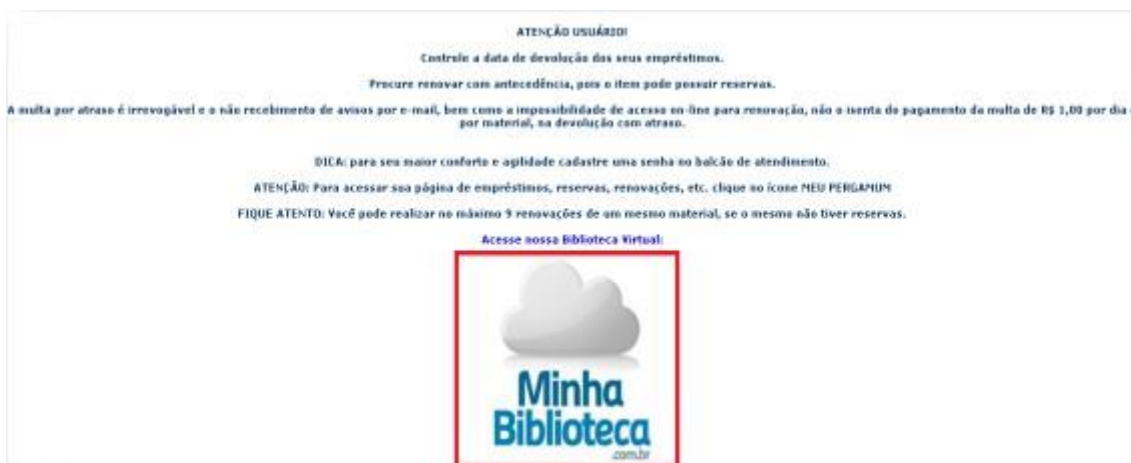 ATENÇÃO USUÁRIO!
Controle a data de devolução dos seus empréstimos.
Procure renovar com antecedência, pois o item pode possuir reservas.
A multa por atraso é irrevogável e o não recebimento de avisos por e-mail, bem como a impossibilidade de acesso on-line para renovação, não o isenta do pagamento da multa de R$ 1,00 por dia e
por material, na devolução com atraso.
DICA: para seu maior conforto e agilidade cadastre uma senha no balcão de atendimento.
ATENÇÃO: Para acessar sua página de empréstimos, reservas, renovações, etc. clique no ícone MEU PERGAMUM
FIQUE ATENTO: Você pode realizar no máximo 9 renovações de um mesmo material, se o mesmo não tiver reservas.
Acesse nossa Biblioteca Virtual:
Minha
Biblioteca
.com.br